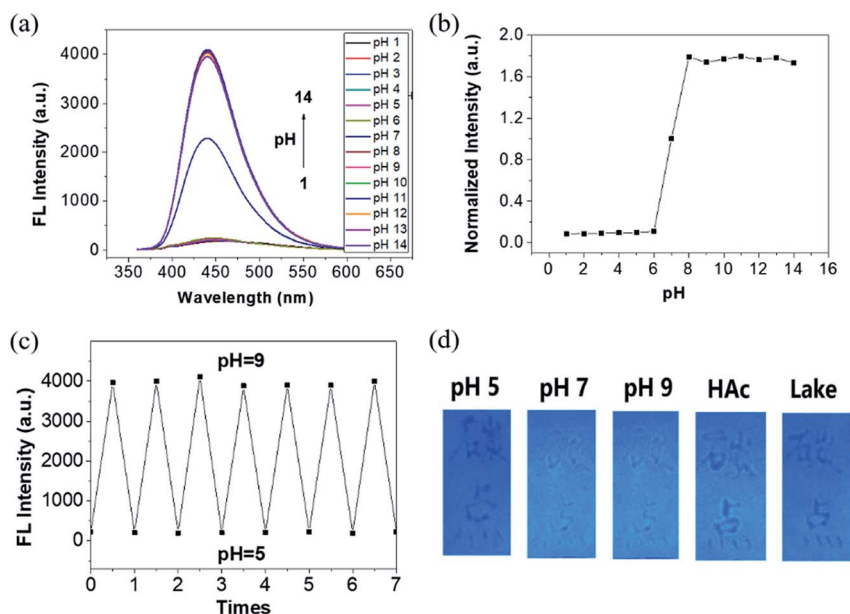 (a)
4000
3000
2000
1000
0
FL Intensity (a.u.)
350 400 450 500 550 600 650
Wavelength (nm)
14
pH
1
pH 1
pH 2
pH 3
pH 4
pH 5
pH 6
pH 7
pH 8
pH 9
pH 10
pH 11
pH 12
pH 13
pH 14
(b)
2.0
1.6
1.2
0.8
0.4
0.0
Normalized Intensity (a.u.)
0 2 4 6 8 10 12 14 16
pH
(c)
5000
4000
3000
2000
1000
0
FL Intensity (a.u.)
pH=9
pH=5
0 1 2 3 4 5 6 7
Times
(d)
pH 5 pH 7 pH 9 HAc Lake
碳 碳 碳 碳 碳
点 点 点 点 点